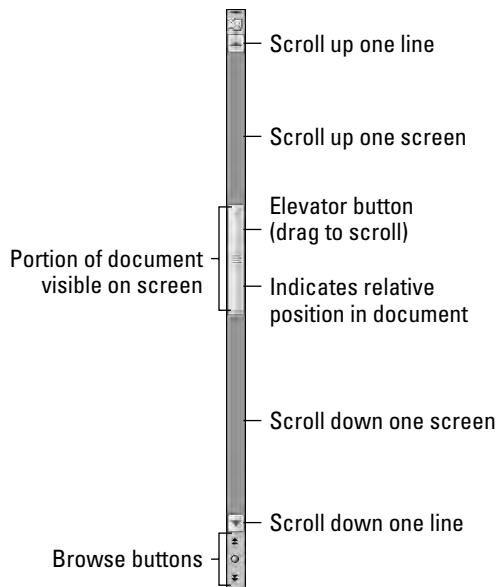 Scroll up one line
Scroll up one screen
Elevator button
(drag to scroll)
Portion of document
visible on screen
Indicates relative
position in document
Scroll down one screen
Scroll down one line
Browse buttons